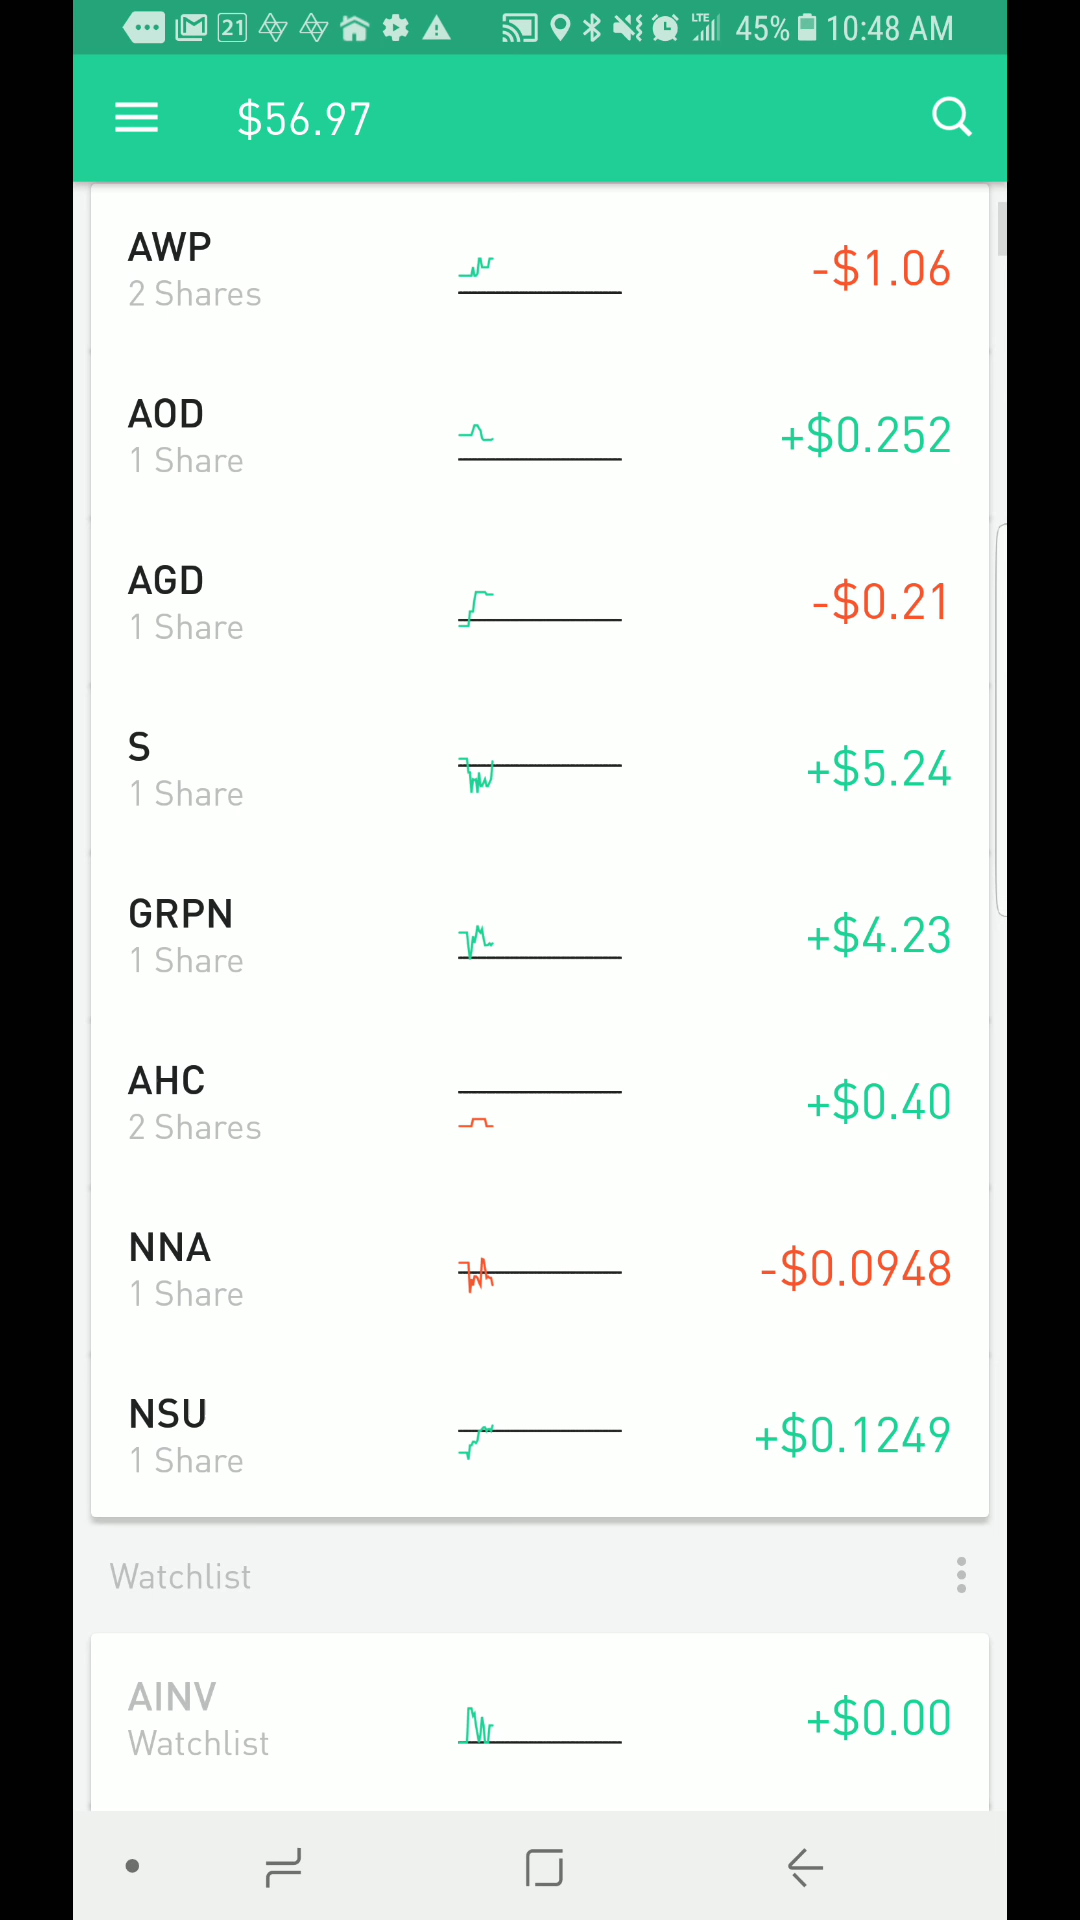 21 LTE 45% 10:48 AM
$56.97
AWP
2 Shares
-$1.06
AOD
1 Share
+$0.252
AGD
1 Share
-$0.21
S
1 Share
+$5.24
GRPN
1 Share
+$4.23
AHC
2 Shares
+$0.40
NNA
1 Share
-$0.0948
NSU
1 Share
+$0.1249
Watchlist
AINV
Watchlist
+$0.00